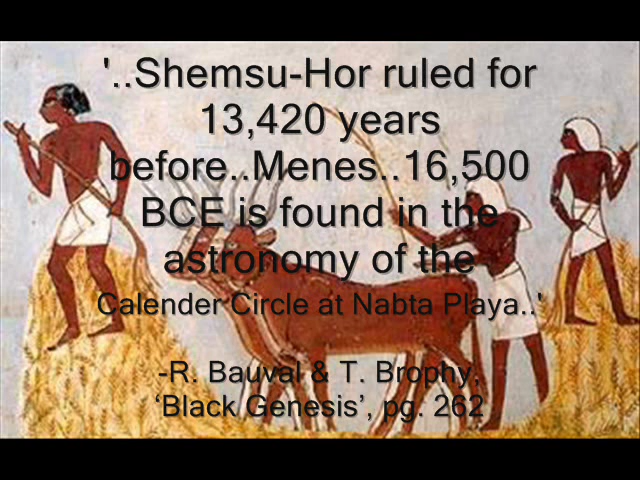 '..Shemsu-Hor ruled for
13,420 years
before..Menes..16,500
BCE is found in the
astronomy of the
Calender Circle at Nabta Playa..'
-R. Bauval & T. Brophy,
‘Black Genesis’, pg. 262